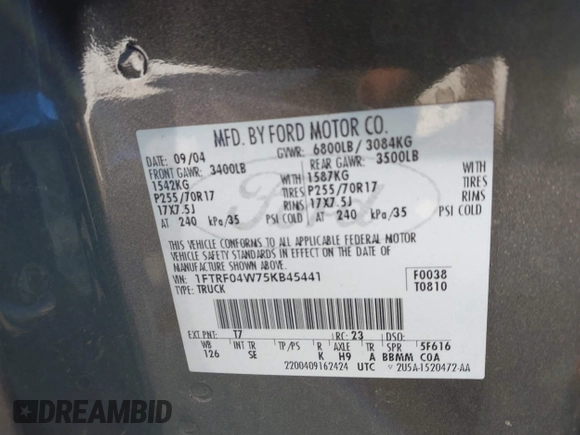 MFD. BY FORD MOTOR CO.
DATE: 09/04 GVWR: 6800LB/ 3084KG
FRONT GAWR: 3400LB REAR GAWR: 3500LB
1542KG WITH 1587KG WITH
P255/70R17 TIRES P255/70R17 TIRES
17X7.5J RIMS 17X7.5J RIMS
AT 240 kPa/35 PSI COLD AT 240 kPa/35 PSI COLD
THIS VEHICLE CONFORMS TO ALL APPLICABLE FEDERAL MOTOR
VEHICLE SAFETY STANDARDS IN EFFECT ON THE DATE OF
MANUFACTURE SHOWN ABOVE.
VIN: 1FTRF04W75KB45441 F0038
TYPE: TRUCK T0810
EXT PNT: T7 RC: 23 DSO:
WB INT TR TP/PS R AXLE TR SPR 5F616
126 SE K H9 A BBMM COA
2200409162424 UTC 2U5A-1520472-AA
Ford
DREAMBID